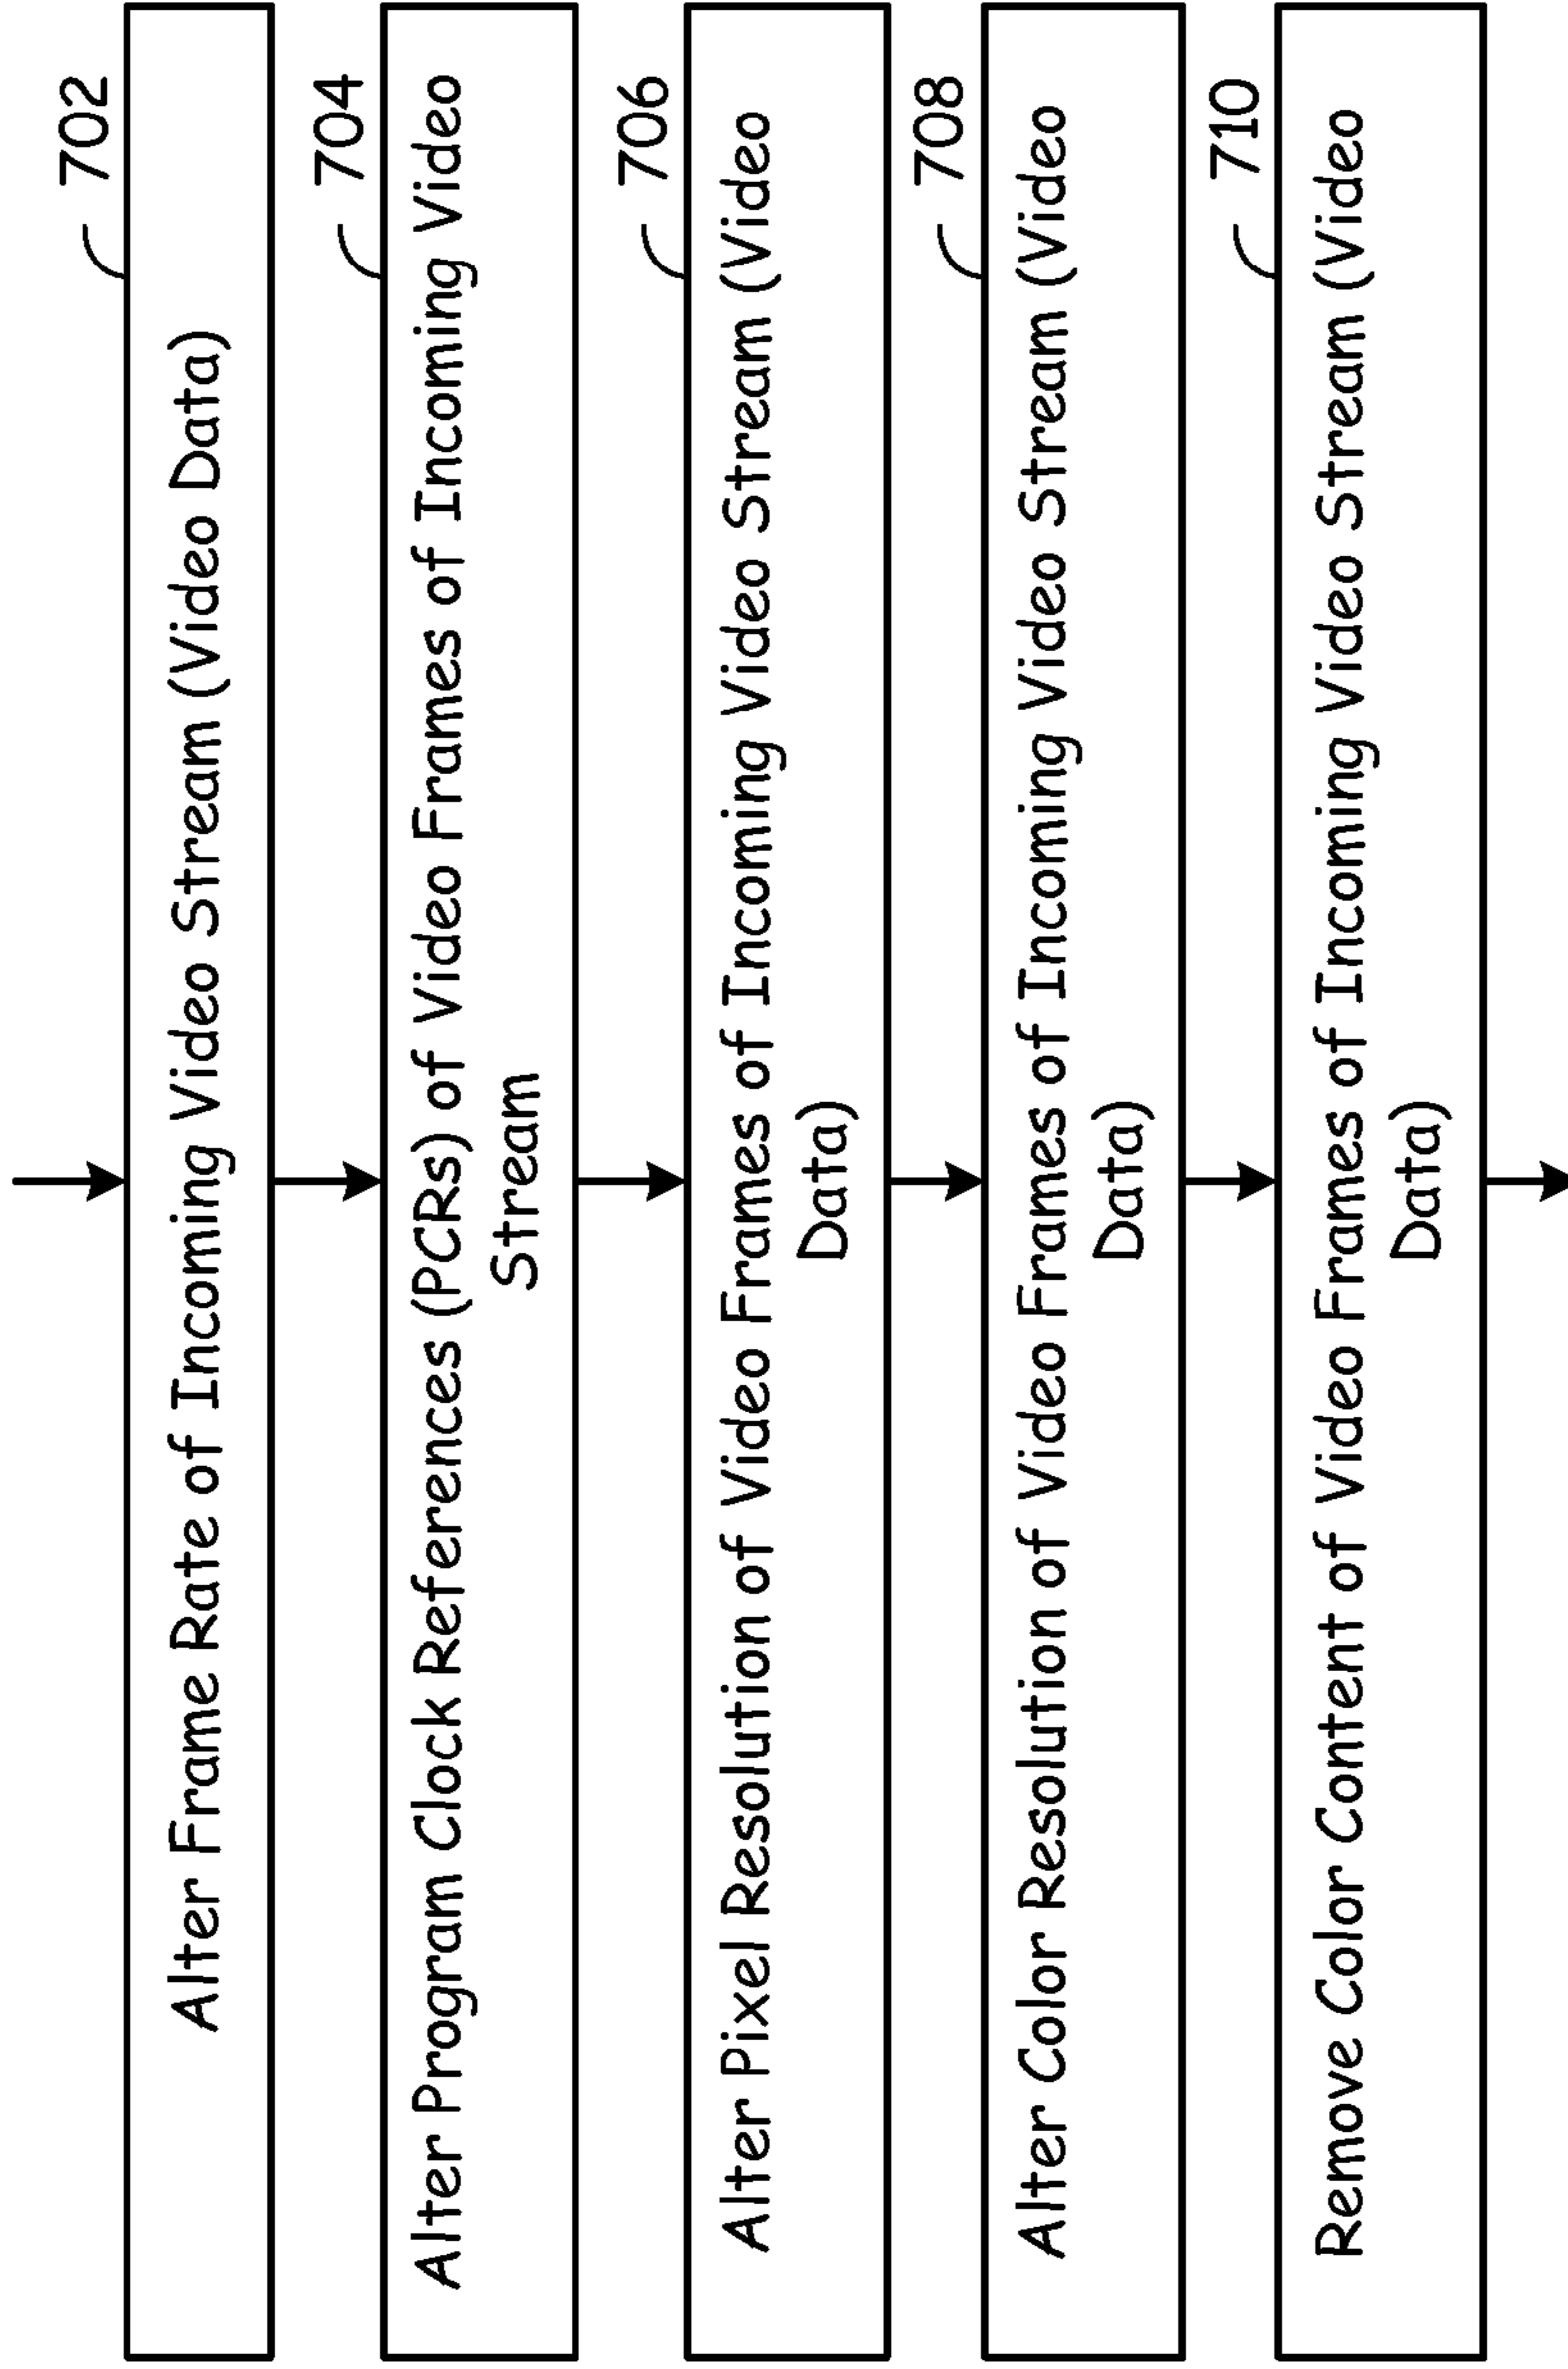 702
Alter Frame Rate of Incoming Video Stream (Video Data)
704
Alter Program Clock References (PCRs) of Video Frames of Incoming Video
Stream
706
Alter Pixel Resolution of Video Frames of Incoming Video Stream (Video
Data)
708
Alter Color Resolution of Video Frames of Incoming Video Stream (Video
Data)
710
Remove Color Content of Video Frames of Incoming Video Stream (Video
Data)